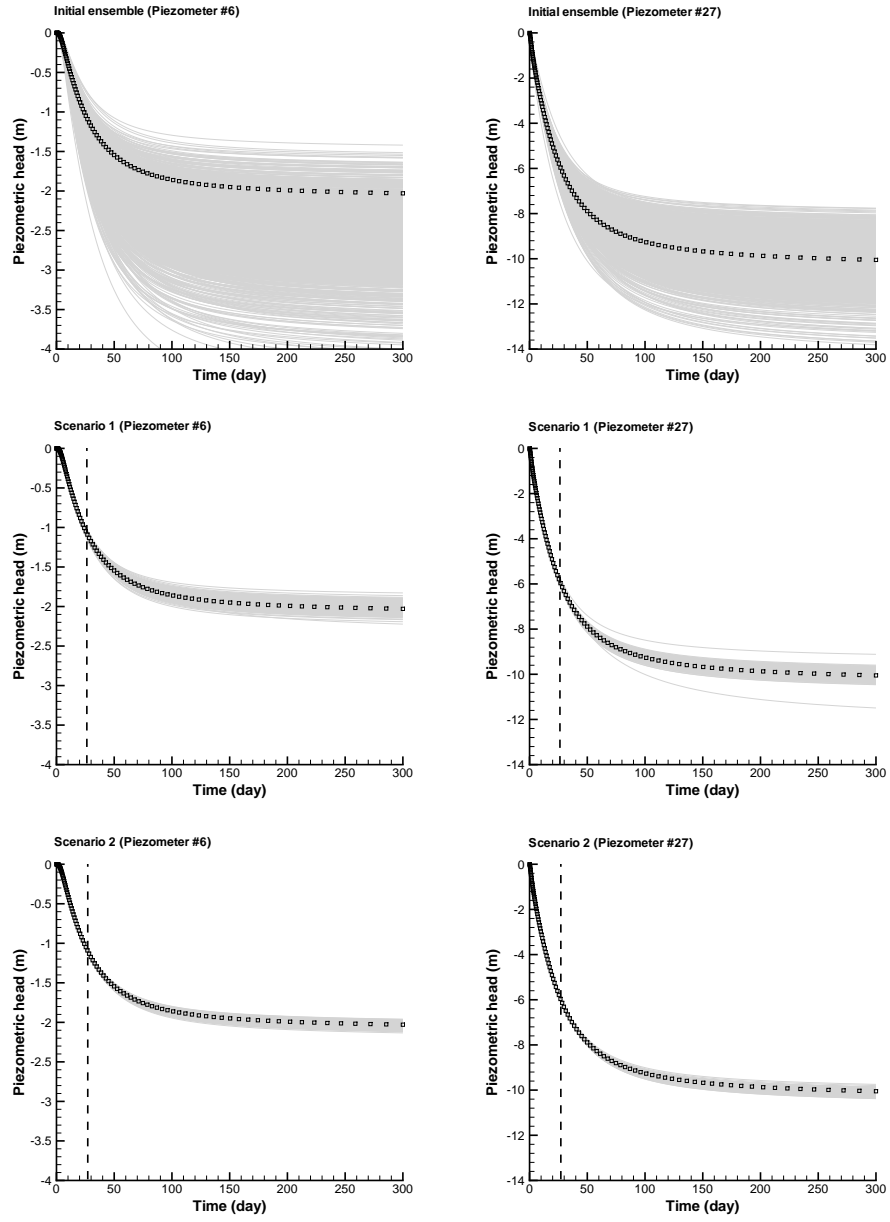 Initial ensemble (Piezometer #6)
Piezometric head (m)
0
-0.5
-1
-1.5
-2
-2.5
-3
-3.5
-4
0 50 100 150 200 250 300
Time (day)
Initial ensemble (Piezometer #27)
Piezometric head (m)
0
-2
-4
-6
-8
-10
-12
-14
0 50 100 150 200 250 300
Time (day)
Scenario 1 (Piezometer #6)
Piezometric head (m)
0
-0.5
-1
-1.5
-2
-2.5
-3
-3.5
-4
0 50 100 150 200 250 300
Time (day)
Scenario 1 (Piezometer #27)
Piezometric head (m)
0
-2
-4
-6
-8
-10
-12
-14
0 50 100 150 200 250 300
Time (day)
Scenario 2 (Piezometer #6)
Piezometric head (m)
0
-0.5
-1
-1.5
-2
-2.5
-3
-3.5
-4
0 50 100 150 200 250 300
Time (day)
Scenario 2 (Piezometer #27)
Piezometric head (m)
0
-2
-4
-6
-8
-10
-12
-14
0 50 100 150 200 250 300
Time (day)